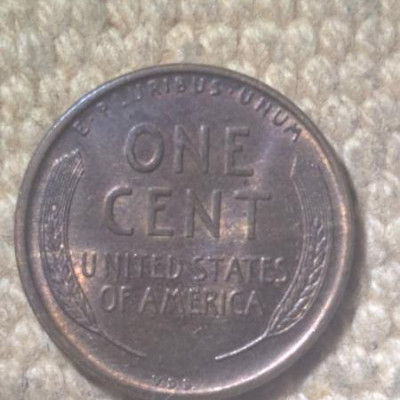 E·PLURIBUS·UNUM
ONE
CENT
UNITED STATES
OF AMERICA
V.D.B.